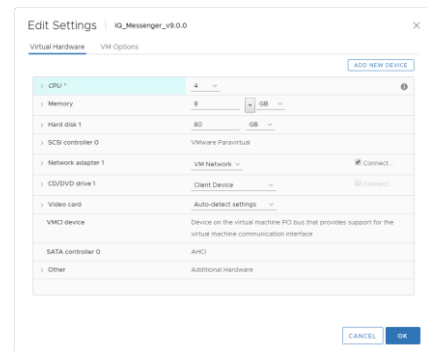 Edit Settings | IQ_Messenger_v9.0.0 ×
Virtual Hardware VM Options
ADD NEW DEVICE
> CPU * 4
> Memory 8 GB
> Hard disk 1 80 GB
> SCSI controller 0 VMware Paravirtual
> Network adapter 1 VM Network Connect...
> CD/DVD drive 1 Client Device Connect...
> Video card Auto-detect settings
VMCI device Device on the virtual machine PCI bus that provides support for the
virtual machine communication interface
SATA controller 0 AHCI
> Other Additional Hardware
CANCEL OK